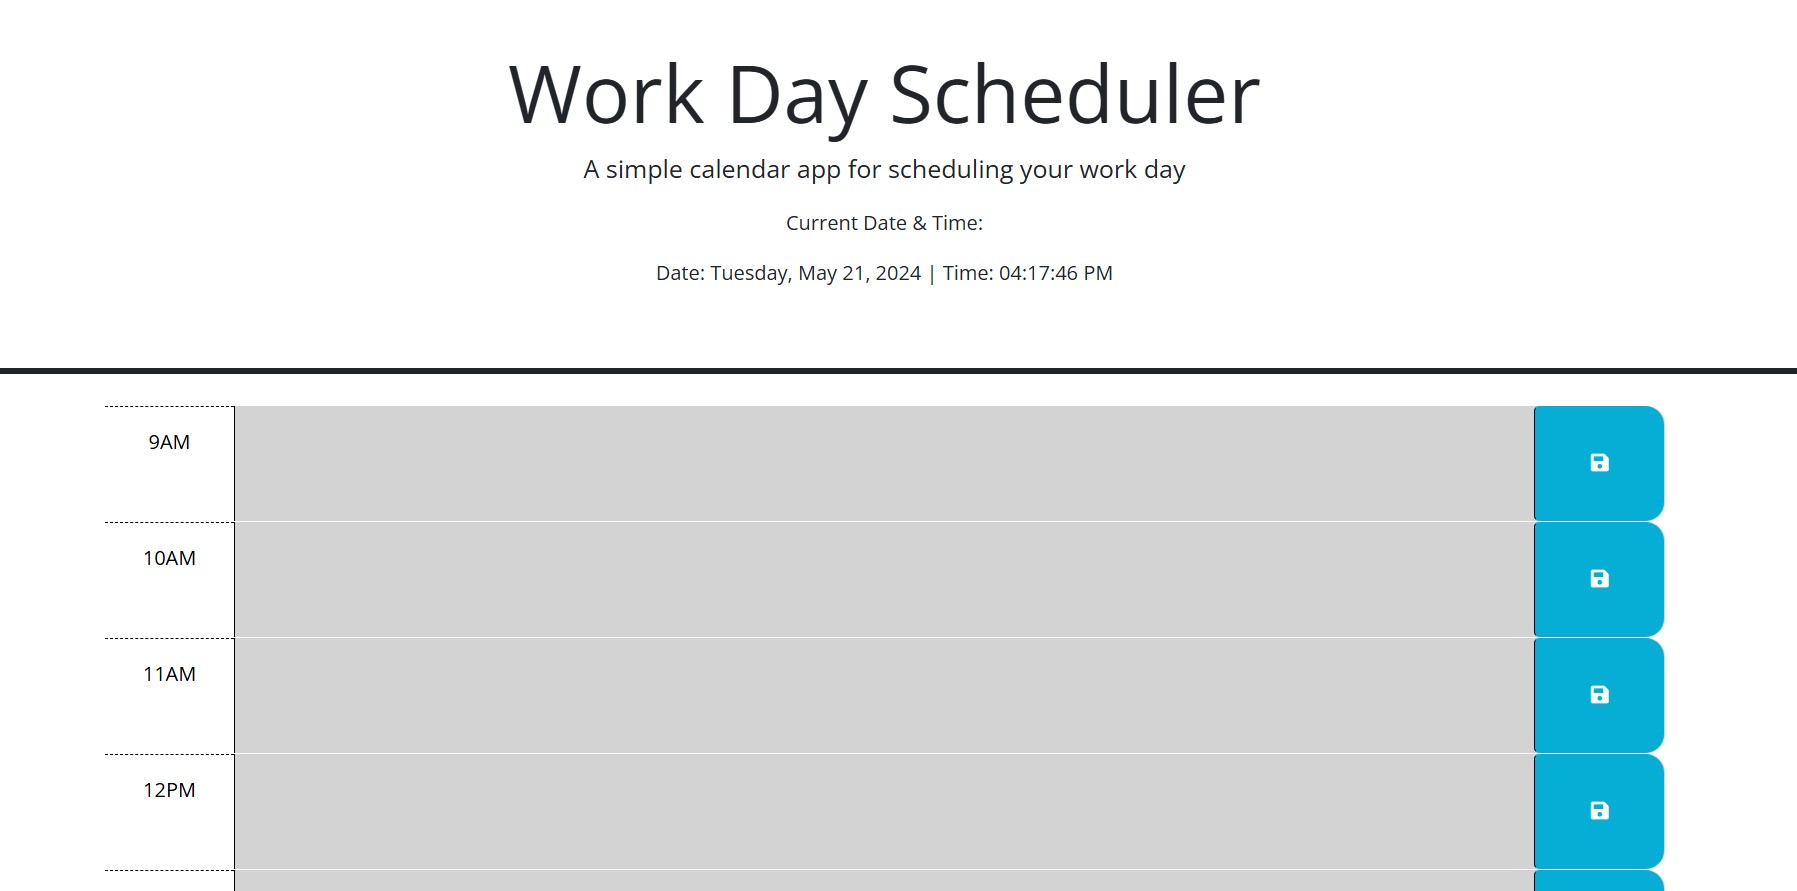 Work Day Scheduler
A simple calendar app for scheduling your work day
Current Date & Time:
Date: Tuesday, May 21, 2024 | Time: 04:17:46 PM
9AM
10AM
11AM
12PM